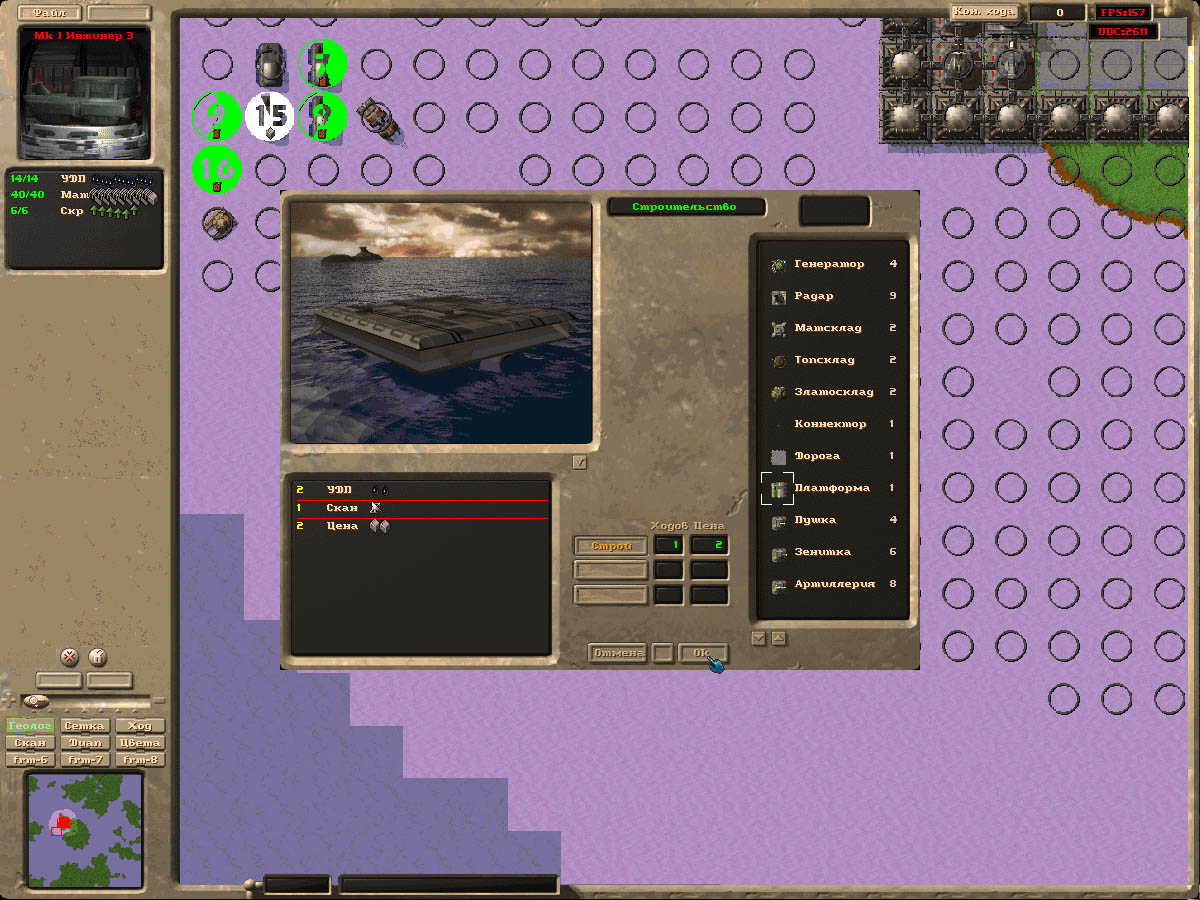 Файл
Кон. хода
0
FPS:157
UDC:2611
Mk 1 Инжинер 3
15
16
14/14 УДП
40/40 Мат
6/6 Скр
Строительство
Генератор 4
Радар 9
Матсклад 2
Топсклад 2
Златосклад 2
Коннектор 1
Дорога 1
Платформа 1
Пушка 4
Зенитка 6
Артиллерия 8
2 УДП
1 Скан
2 Цена
Ходов Цена
Строй 1 2
Отмена
Ok
Геолог Сетка Ход
Скан Диап Цвета
frm-6 frm-7 frm-8